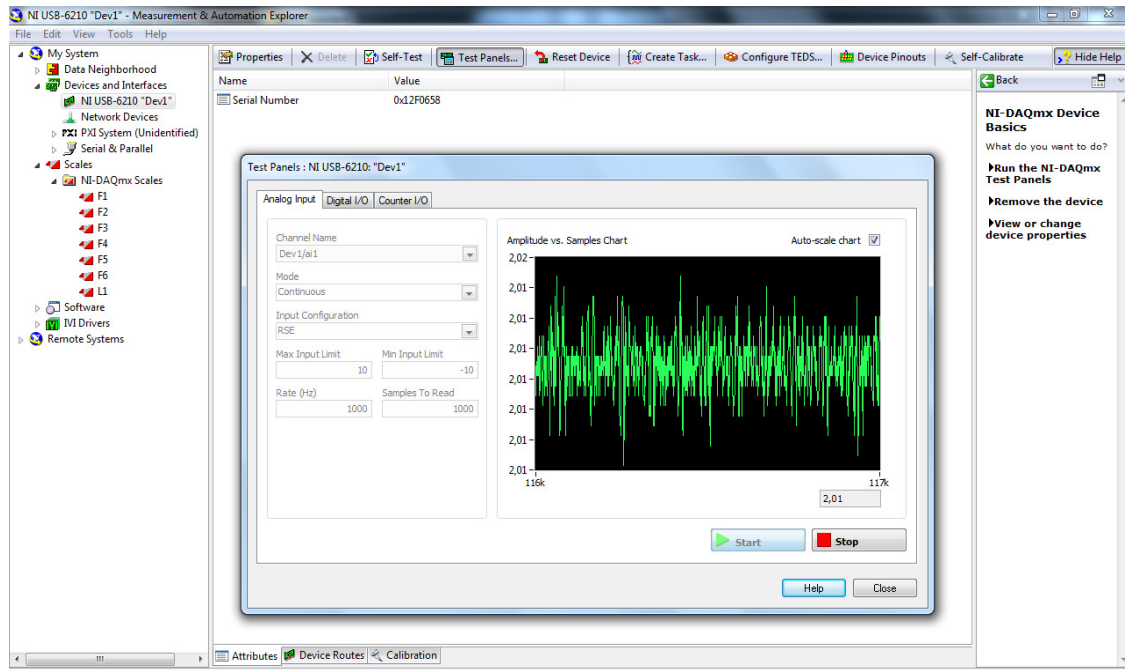 NI USB-6210 "Dev1" - Measurement & Automation Explorer
File Edit View Tools Help
My System
Data Neighborhood
Devices and Interfaces
NI USB-6210 "Dev1"
Network Devices
PXI PXI System (Unidentified)
Serial & Parallel
Scales
NI-DAQmx Scales
F1
F2
F3
F4
F5
F6
L1
Software
IVI Drivers
Remote Systems
Properties Delete Self-Test Test Panels... Reset Device Create Task... Configure TEDS... Device Pinouts Self-Calibrate Hide Help
Name Value
Serial Number 0x12F0658
Test Panels : NI USB-6210: "Dev1"
Analog Input Digital I/O Counter I/O
Channel Name
Dev1/ai1
Mode
Continuous
Input Configuration
RSE
Max Input Limit Min Input Limit
10 -10
Rate (Hz) Samples To Read
1000 1000
Amplitude vs. Samples Chart Auto-scale chart
2,02
2,01
2,01
2,01
2,01
2,01
2,01
2,01
116k 117k
2,01
Start Stop
Help Close
Back
NI-DAQmx Device
Basics
What do you want to do?
Run the NI-DAQmx
Test Panels
Remove the device
View or change
device properties
Attributes Device Routes Calibration